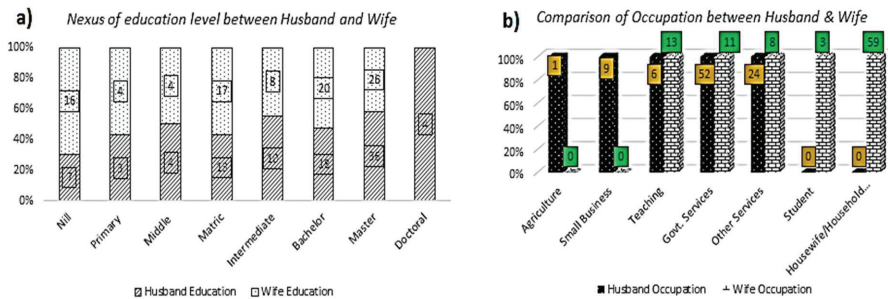 a)
Nexus of education level between Husband and Wife
100%
80%
60%
40%
20%
0%
16
4
4
17
8
20
26
7
3
4
13
10
18
36
4
Nill
Primary
Middle
Matric
Intermediate
Bachelor
Master
Doctoral
Husband Education
Wife Education
b)
Comparison of Occupation between Husband & Wife
100%
80%
60%
40%
20%
0%
1
9
6
52
24
0
0
0
0
13
11
8
3
59
Agriculture
Small Business
Teaching
Govt. Services
Other Services
Student
Housewife/Household...
Husband Occupation
Wife Occupation